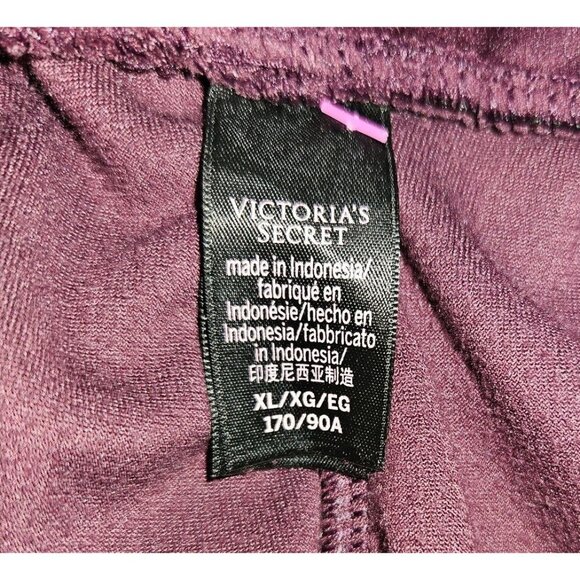 VICTORIA'S
SECRET
made in Indonesia/
fabriqué en
Indonésie/hecho en
Indonesia/fabbricato
in Indonesia/
印度尼西亚制造
XL/XG/EG
170/90A